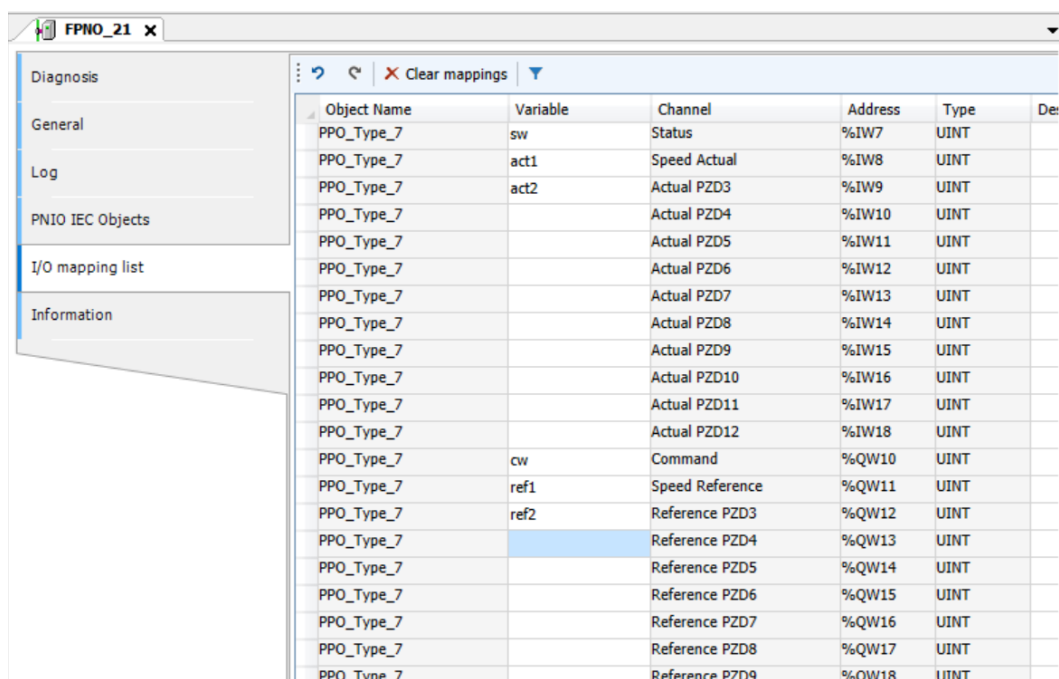 FPNO_21 x
Diagnosis
General
Log
PNIO IEC Objects
I/O mapping list
Information
Clear mappings
Object Name Variable Channel Address Type Des
PPO_Type_7 sw Status %IW7 UINT
PPO_Type_7 act1 Speed Actual %IW8 UINT
PPO_Type_7 act2 Actual PZD3 %IW9 UINT
PPO_Type_7 Actual PZD4 %IW10 UINT
PPO_Type_7 Actual PZD5 %IW11 UINT
PPO_Type_7 Actual PZD6 %IW12 UINT
PPO_Type_7 Actual PZD7 %IW13 UINT
PPO_Type_7 Actual PZD8 %IW14 UINT
PPO_Type_7 Actual PZD9 %IW15 UINT
PPO_Type_7 Actual PZD10 %IW16 UINT
PPO_Type_7 Actual PZD11 %IW17 UINT
PPO_Type_7 Actual PZD12 %IW18 UINT
PPO_Type_7 cw Command %QW10 UINT
PPO_Type_7 ref1 Speed Reference %QW11 UINT
PPO_Type_7 ref2 Reference PZD3 %QW12 UINT
PPO_Type_7 Reference PZD4 %QW13 UINT
PPO_Type_7 Reference PZD5 %QW14 UINT
PPO_Type_7 Reference PZD6 %QW15 UINT
PPO_Type_7 Reference PZD7 %QW16 UINT
PPO_Type_7 Reference PZD8 %QW17 UINT
PPO_Type_7 Reference PZD9 %QW18 UINT